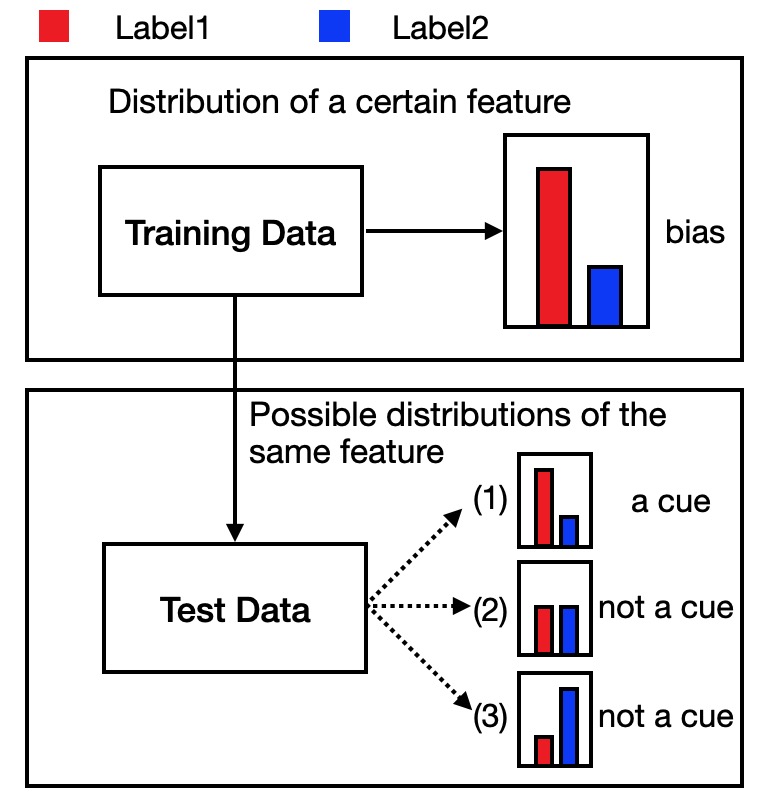 Label1 Label2
Distribution of a certain feature
Training Data
bias
Possible distributions of the
same feature
(1) a cue
Test Data
(2) not a cue
(3) not a cue